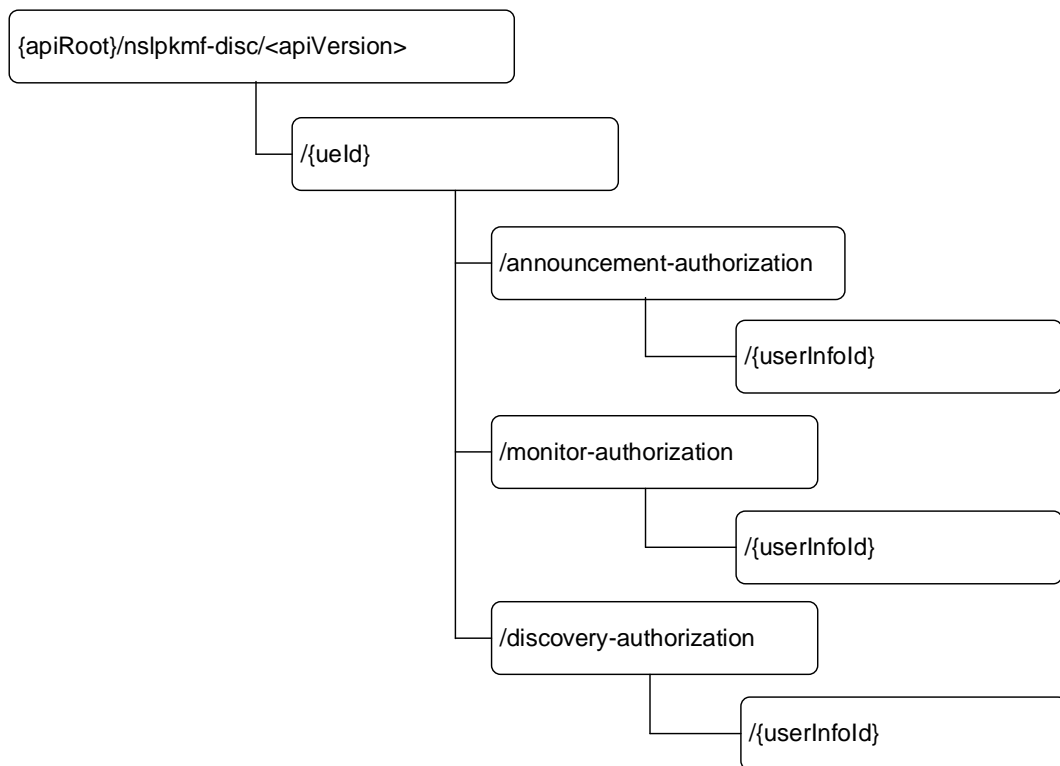 {apiRoot}/nslpkmf-disc/<apiVersion>
/{ueId}
/announcement-authorization
/{userInfoId}
/monitor-authorization
/{userInfoId}
/discovery-authorization
/{userInfoId}